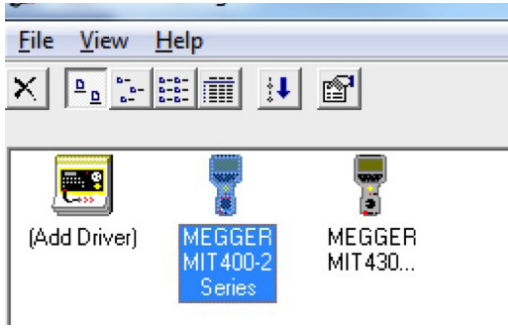 File View Help
(Add Driver)
MEGGER
MIT400-2
Series
MEGGER
MIT430...